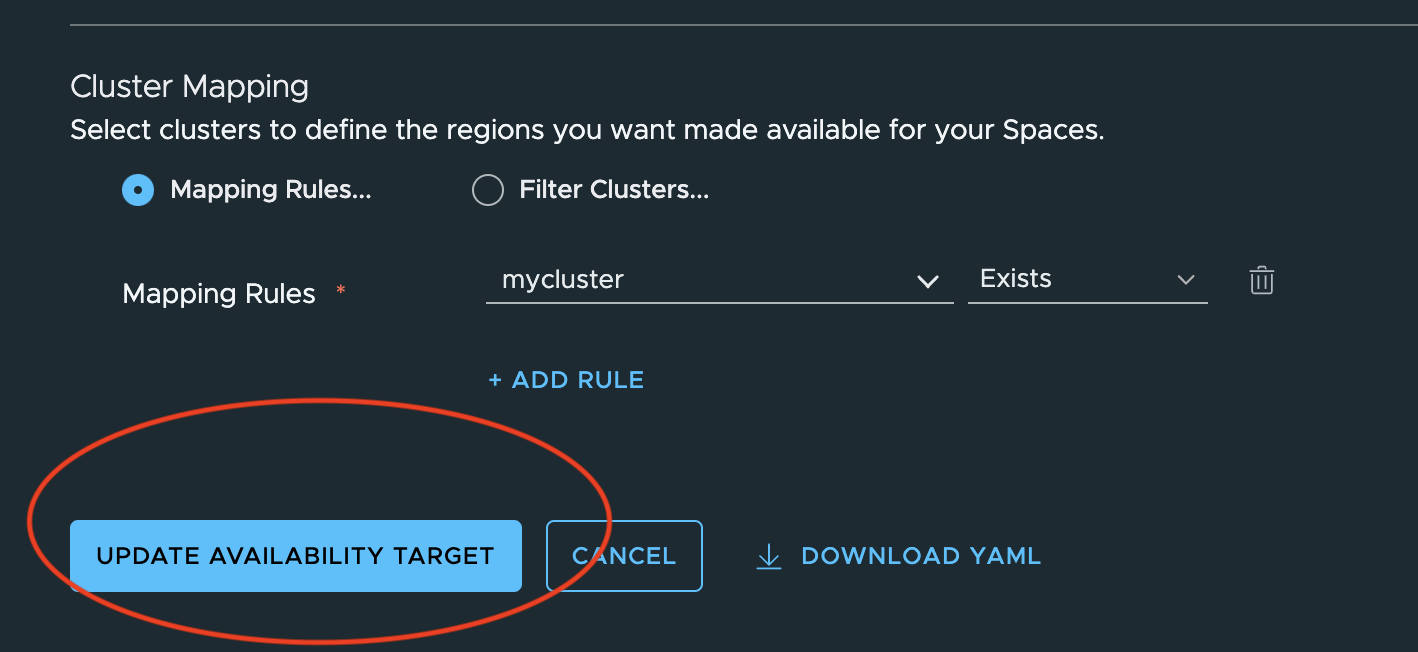 Cluster Mapping
Select clusters to define the regions you want made available for your Spaces.
Mapping Rules... Filter Clusters...
Mapping Rules * mycluster Exists
+ ADD RULE
UPDATE AVAILABILITY TARGET CANCEL DOWNLOAD YAML